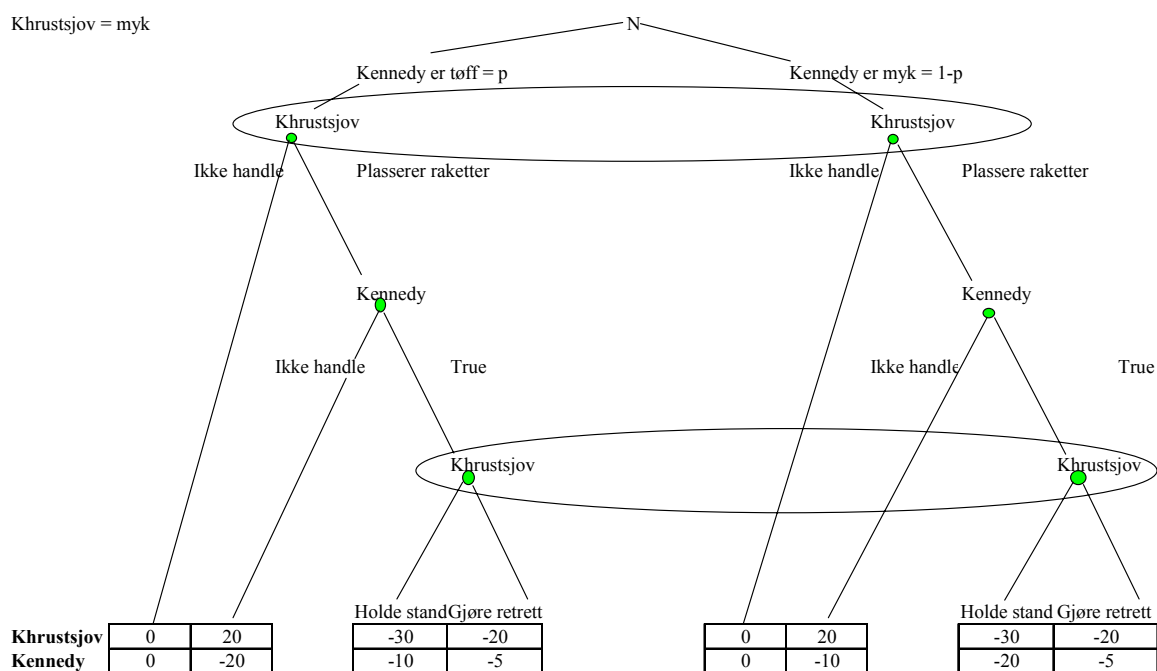 Khrustsjov = myk
N
Kennedy er tøff = p Kennedy er myk = 1-p
Khrustsjov Khrustsjov
Ikke handle Plasserer raketter Ikke handle Plassere raketter
Kennedy Kennedy
Ikke handle True Ikke handle True
Khrustsjov Khrustsjov
Holde stand Gjøre retrett Holde stand Gjøre retrett
Khrustsjov 0 20 -30 -20 0 20 -30 -20
Kennedy 0 -20 -10 -5 0 -10 -20 -5